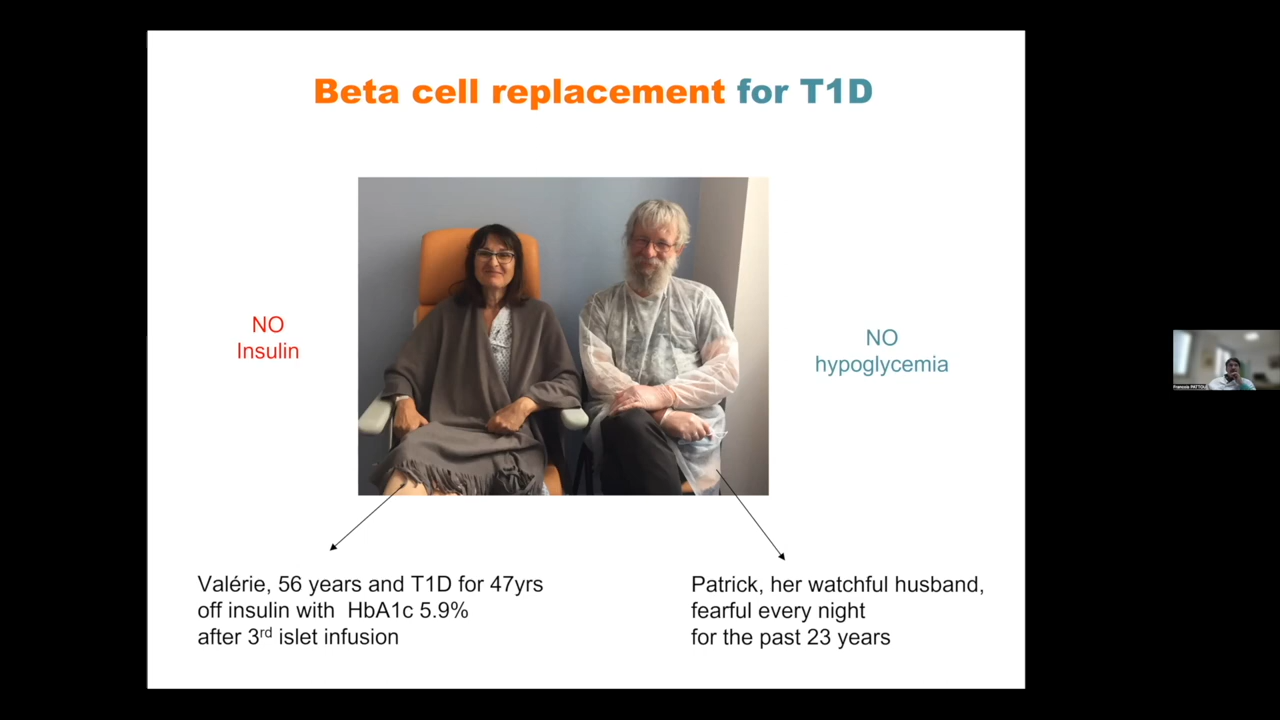 Beta cell replacement for T1D
NO
Insulin
NO
hypoglycemia
Valérie, 56 years and T1D for 47yrs
off insulin with HbA1c 5.9%
after 3rd islet infusion
Patrick, her watchful husband,
fearful every night
for the past 23 years